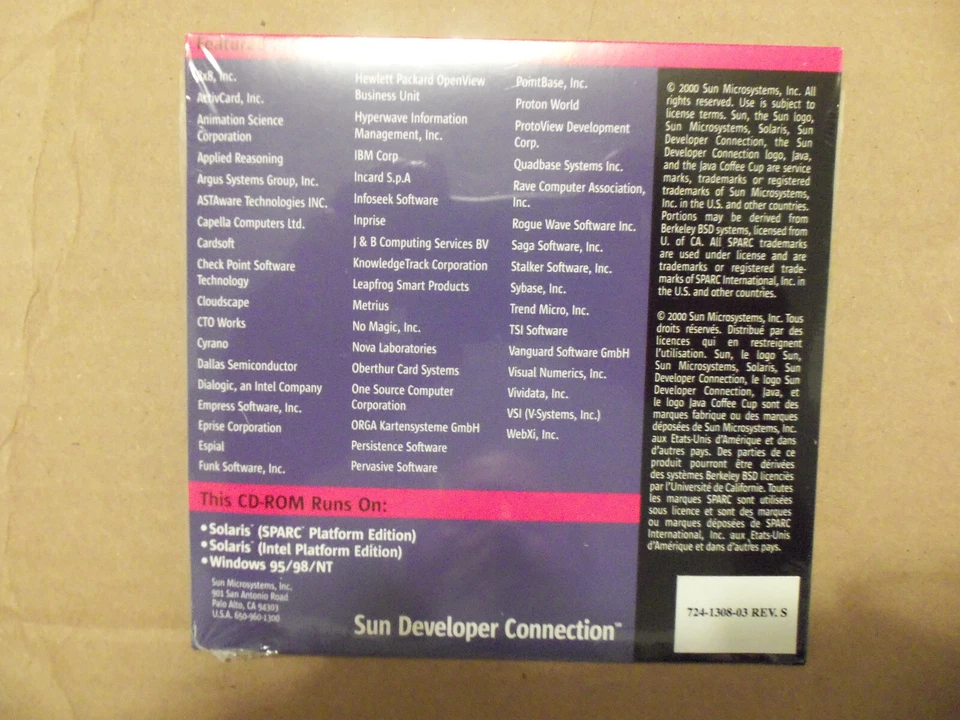 Featur
8x8, Inc.
ActivCard, Inc.
Animation Science
Corporation
Applied Reasoning
Argus Systems Group, Inc.
ASTAware Technologies INC.
Capella Computers Ltd.
Cardsoft
Check Point Software
Technology
Cloudscape
CTO Works
Cyrano
Dallas Semiconductor
Dialogic, an Intel Company
Empress Software, Inc.
Eprise Corporation
Espial
Funk Software, Inc.
Hewlett Packard OpenView
Business Unit
Hyperwave Information
Management, Inc.
IBM Corp
Incard S.p.A
Infoseek Software
Inprise
J & B Computing Services BV
KnowledgeTrack Corporation
Leapfrog Smart Products
Metrius
No Magic, Inc.
Nova Laboratories
Oberthur Card Systems
One Source Computer
Corporation
ORGA Kartensysteme GmbH
Persistence Software
Pervasive Software
PointBase, Inc.
Proton World
ProtoView Development
Corp.
Quadbase Systems Inc.
Rave Computer Association,
Inc.
Rogue Wave Software Inc.
Saga Software, Inc.
Stalker Software, Inc.
Sybase, Inc.
Trend Micro, Inc.
TSI Software
Vanguard Software GmbH
Visual Numerics, Inc.
Vividata, Inc.
VSI (V-Systems, Inc.)
WebXi, Inc.
This CD-ROM Runs On:
• Solaris™ (SPARC™ Platform Edition)
• Solaris™ (Intel Platform Edition)
• Windows 95/98/NT
Sun Microsystems, Inc.
901 San Antonio Road
Palo Alto, CA 94303
U.S.A. 650-960-1300
Sun Developer Connection™
© 2000 Sun Microsystems, Inc. All
rights reserved. Use is subject to
license terms. Sun, the Sun logo,
Sun Microsystems, Solaris, Sun
Developer Connection, the Sun
Developer Connection logo, Java,
and the Java Coffee Cup are service
marks, trademarks or registered
trademarks of Sun Microsystems,
Inc. in the U.S. and other countries.
Portions may be derived from
Berkeley BSD systems, licensed from
U. of CA. All SPARC trademarks
are used under license and are
trademarks or registered trade-
marks of SPARC International, Inc. in
the U.S. and other countries.
© 2000 Sun Microsystems, Inc. Tous
droits réservés. Distribué par des
licences qui en restreignent
l'utilisation. Sun, le logo Sun,
Sun Microsystems, Solaris, Sun
Developer Connection, le logo Sun
Developer Connection, Java, et
le logo Java Coffee Cup sont des
marques fabrique ou des marques
déposées de Sun Microsystems, Inc.
aux Etats-Unis d'Amérique et dans
d'autres pays. Des parties de ce
produit pourront être dérivées
des systèmes Berkeley BSD licenciés
par l'Université de Californie. Toutes
les marques SPARC sont utilisés
sous licence et sont des marques
ou marques déposées de SPARC
International, Inc. aux Etats-Unis
d'Amérique et dans d'autres pays.
724-1308-03 REV. S